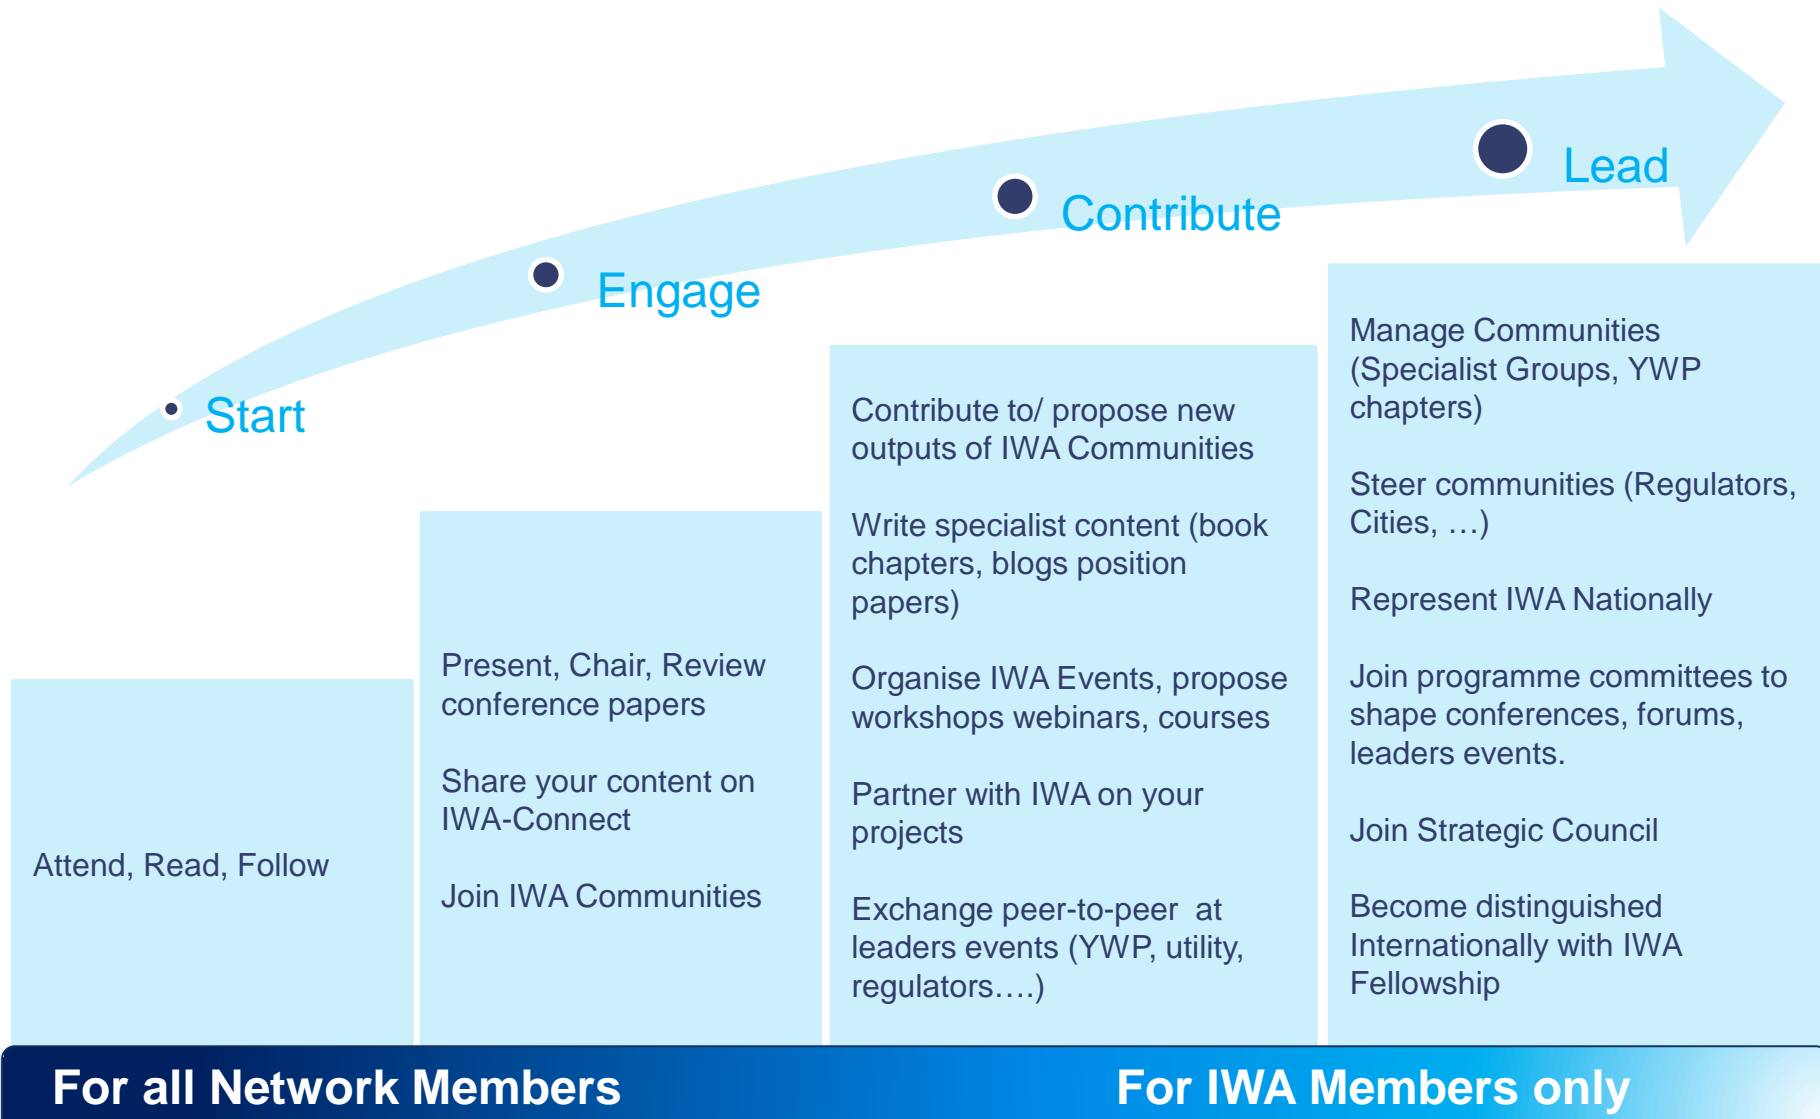 Start
Engage
Contribute
Lead
Attend, Read, Follow
Present, Chair, Review
conference papers
Share your content on
IWA-Connect
Join IWA Communities
Contribute to/ propose new
outputs of IWA Communities
Write specialist content (book
chapters, blogs position
papers)
Organise IWA Events, propose
workshops webinars, courses
Partner with IWA on your
projects
Exchange peer-to-peer  at
leaders events (YWP, utility,
regulators….)
Manage Communities
(Specialist Groups, YWP
chapters)
Steer communities (Regulators,
Cities, …)
Represent IWA Nationally
Join programme committees to
shape conferences, forums,
leaders events.
Join Strategic Council
Become distinguished
Internationally with IWA
Fellowship
For all Network Members
For IWA Members only